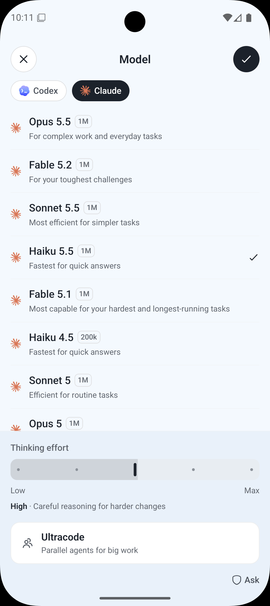 10:11
Model
Codex
Claude
Opus 5.5 1M
For complex work and everyday tasks
Fable 5.2 1M
For your toughest challenges
Sonnet 5.5 1M
Most efficient for simpler tasks
Haiku 5.5 1M
Fastest for quick answers
Fable 5.1 1M
Most capable for your hardest and longest-running tasks
Haiku 4.5 200k
Fastest for quick answers
Sonnet 5 1M
Efficient for routine tasks
Opus 5 1M
Thinking effort
Low Max
High · Careful reasoning for harder changes
Ultracode
Parallel agents for big work
Ask